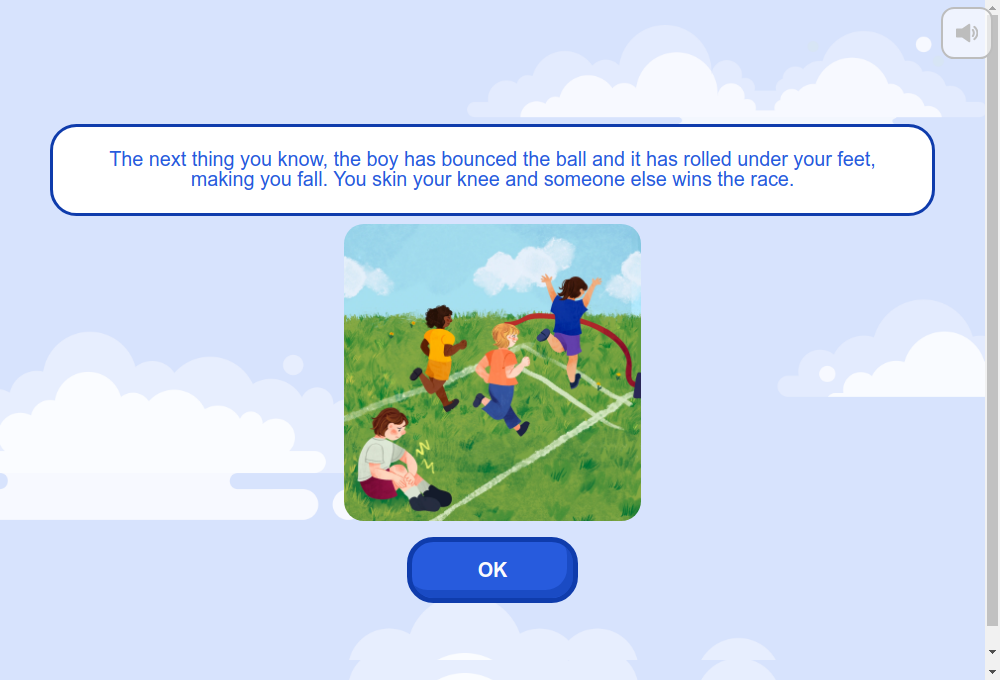 The next thing you know, the boy has bounced the ball and it has rolled under your feet,
making you fall. You skin your knee and someone else wins the race.
OK